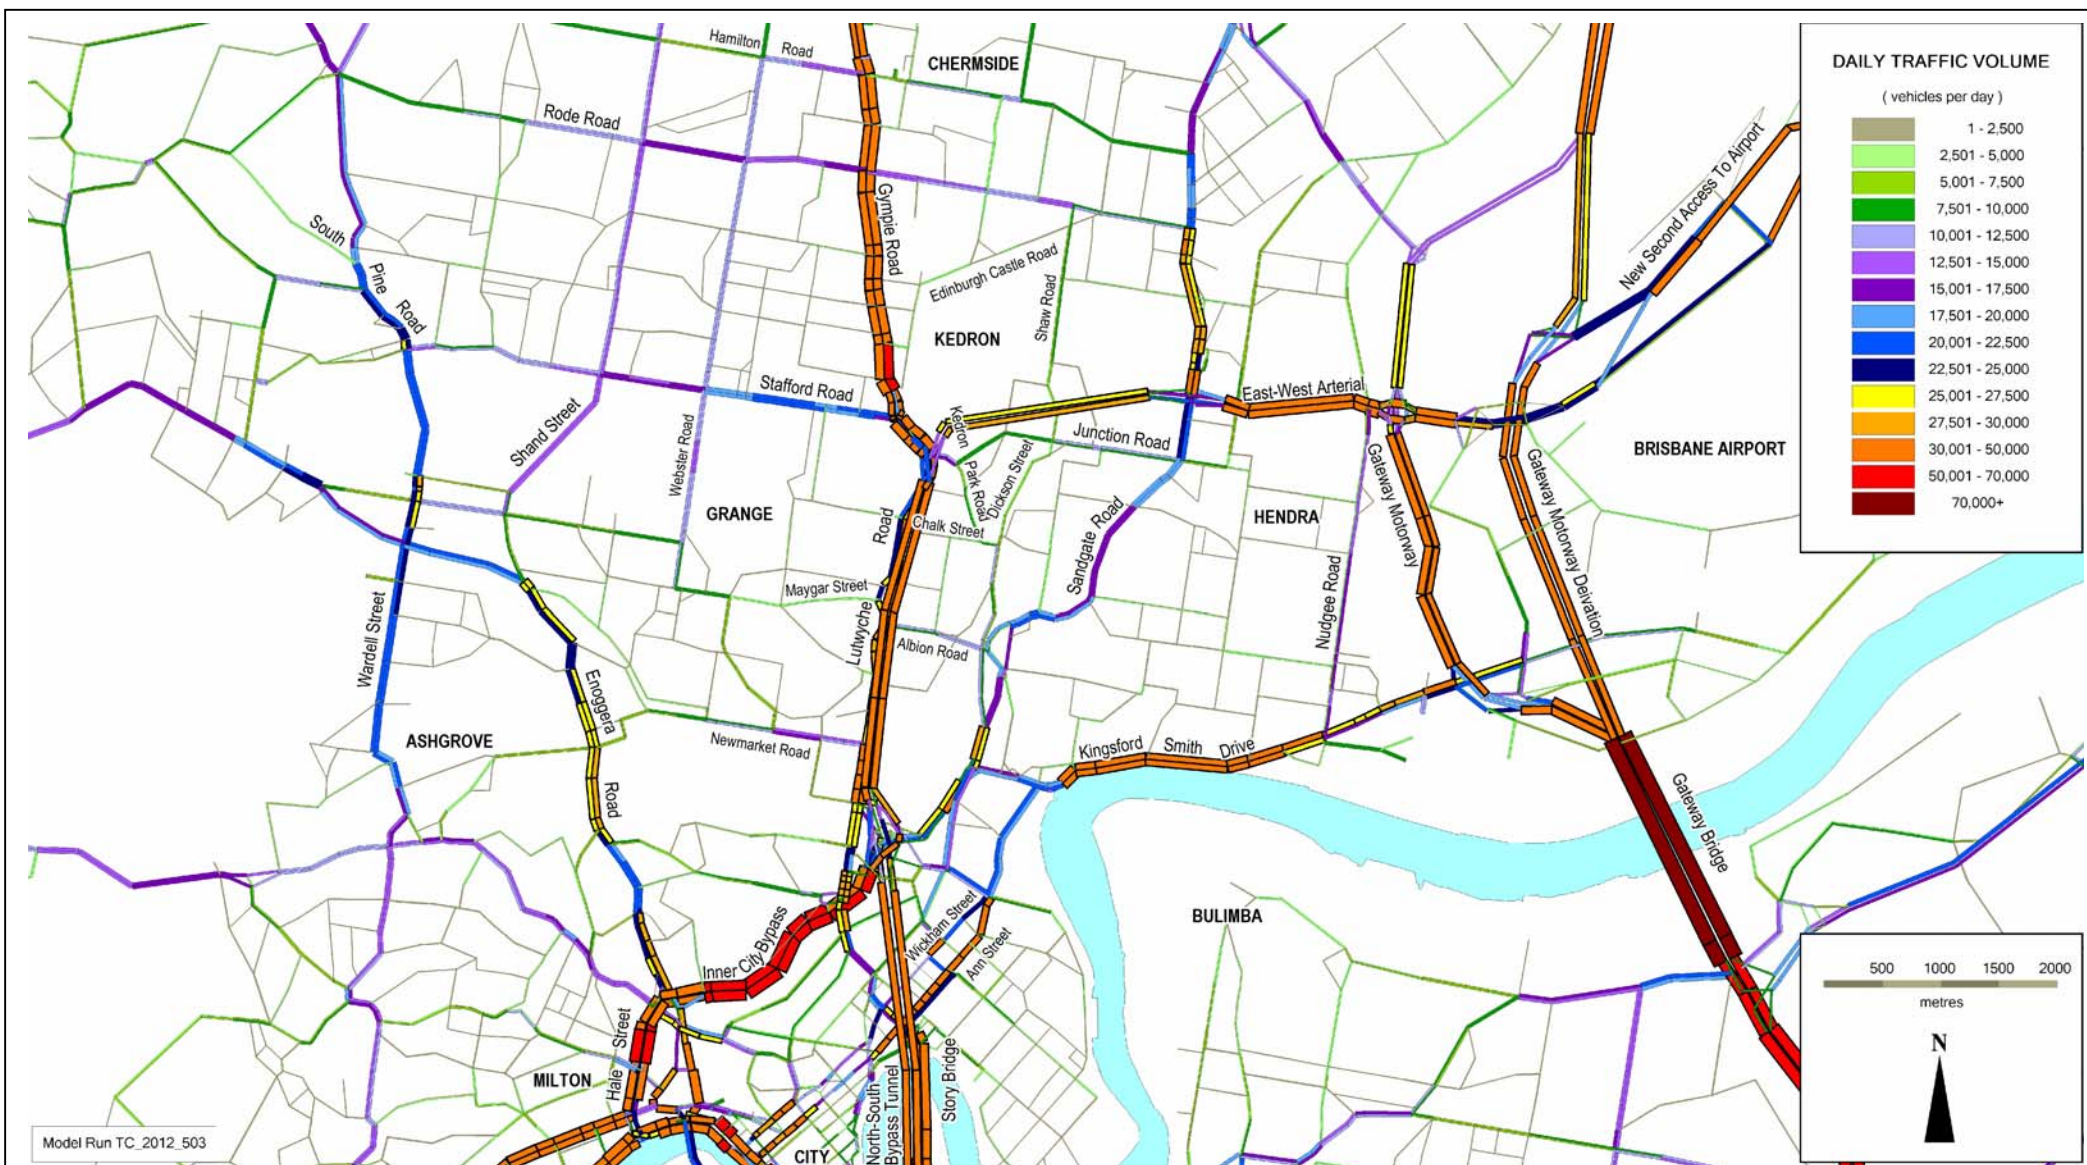 DAILY TRAFFIC VOLUME
( vehicles per day )
1 - 2,500
2,501 - 5,000
5,001 - 7,500
7,501 - 10,000
10,001 - 12,500
12,501 - 15,000
15,001 - 17,500
17,501 - 20,000
20,001 - 22,500
22,501 - 25,000
25,001 - 27,500
27,501 - 30,000
30,001 - 50,000
50,001 - 70,000
70,000+
Hamilton Road
CHERMSIDE
Rode Road
New Second Access To Airport
South Pine Road
Gympie Road
Edinburgh Castle Road
Shaw Road
KEDRON
Stafford Road
East-West Arterial
Shand Street
Webster Road
Kedron
Park Road
Junction Road
Dickson Street
BRISBANE AIRPORT
GRANGE
Chalk Street
HENDRA
Gateway Motorway
Gateway Motorway Deivation
Sandgate Road
Maygar Street
Lutwyche Road
Albion Road
Nudgee Road
Wardell Street
Enoggera Road
ASHGROVE
Newmarket Road
Kingsford Smith Drive
Gateway Bridge
BULIMBA
Wickham Street
Ann Street
Inner City Bypass
Hale Street
MILTON
North-South
Bypass Tunnel
Story Bridge
CITY
500 1000 1500 2000
metres
N
Model Run TC_2012_503